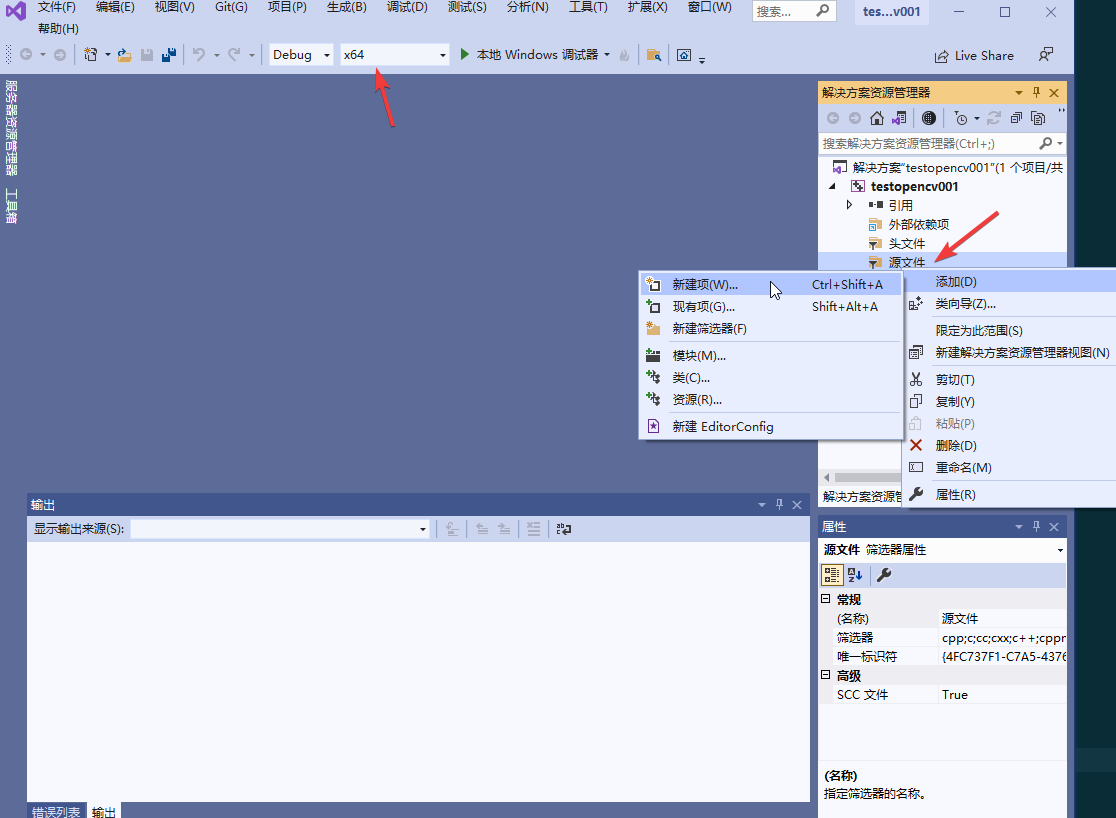 文件(F) 编辑(E) 视图(V) Git(G) 项目(P) 生成(B) 调试(D) 测试(S) 分析(N) 工具(T) 扩展(X) 窗口(W) 搜索... tes...v001
帮助(H)
Debug x64 本地 Windows 调试器 Live Share
服务器资源管理器
工具箱
解决方案资源管理器
搜索解决方案资源管理器(Ctrl+;)
解决方案"testopencv001"(1 个项目/共
testopencv001
引用
外部依赖项
头文件
源文件
新建项(W)... Ctrl+Shift+A
现有项(G)... Shift+Alt+A
新建筛选器(F)
模块(M)...
类(C)...
资源(R)...
新建 EditorConfig
添加(D)
类向导(Z)...
限定为此范围(S)
新建解决方案资源管理器视图(N)
剪切(T)
复制(Y)
粘贴(P)
删除(D)
重命名(M)
属性(R)
解决方案资源管
输出
显示输出来源(S):
错误列表 输出
属性
源文件 筛选器属性
常规
(名称) 源文件
筛选器 cpp;c;cc;cxx;c++;cppm
唯一标识符 {4FC737F1-C7A5-4376
高级
SCC 文件 True
(名称)
指定筛选器的名称。